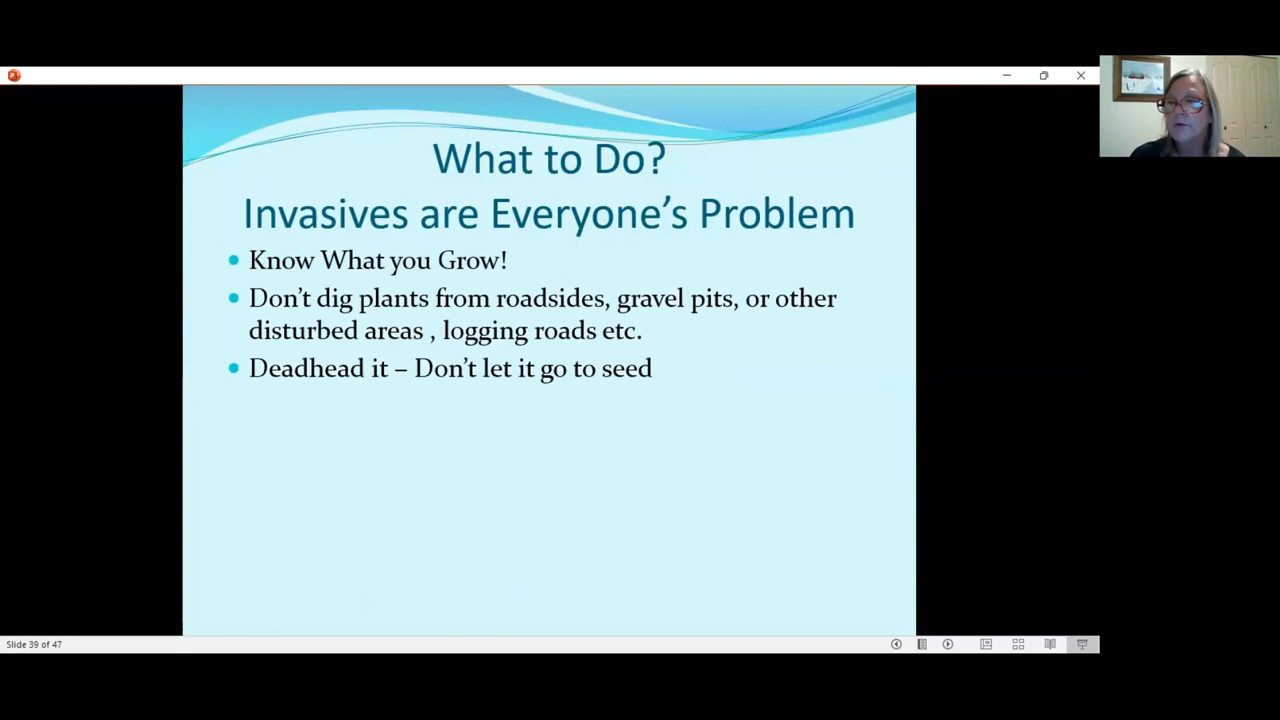 What to Do?
Invasives are Everyone's Problem
• Know What you Grow!
• Don't dig plants from roadsides, gravel pits, or other
disturbed areas , logging roads etc.
• Deadhead it – Don't let it go to seed
Slide 39 of 47